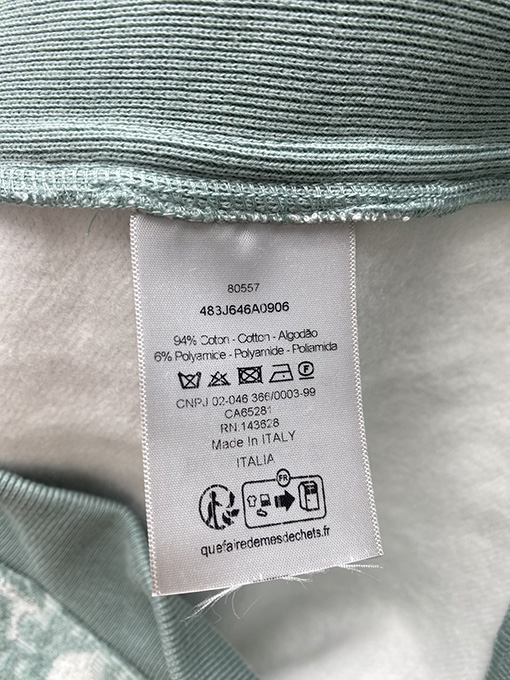 80557
483J646A0906
94% Coton - Cotton - Algodão
6% Polyamice - Polyamide - Poliamida
F
CNPJ 02-046 366/0003-99
CA65281
RN.143628
Made In ITALY
ITALIA
FR
quefairedemesdechets.fr